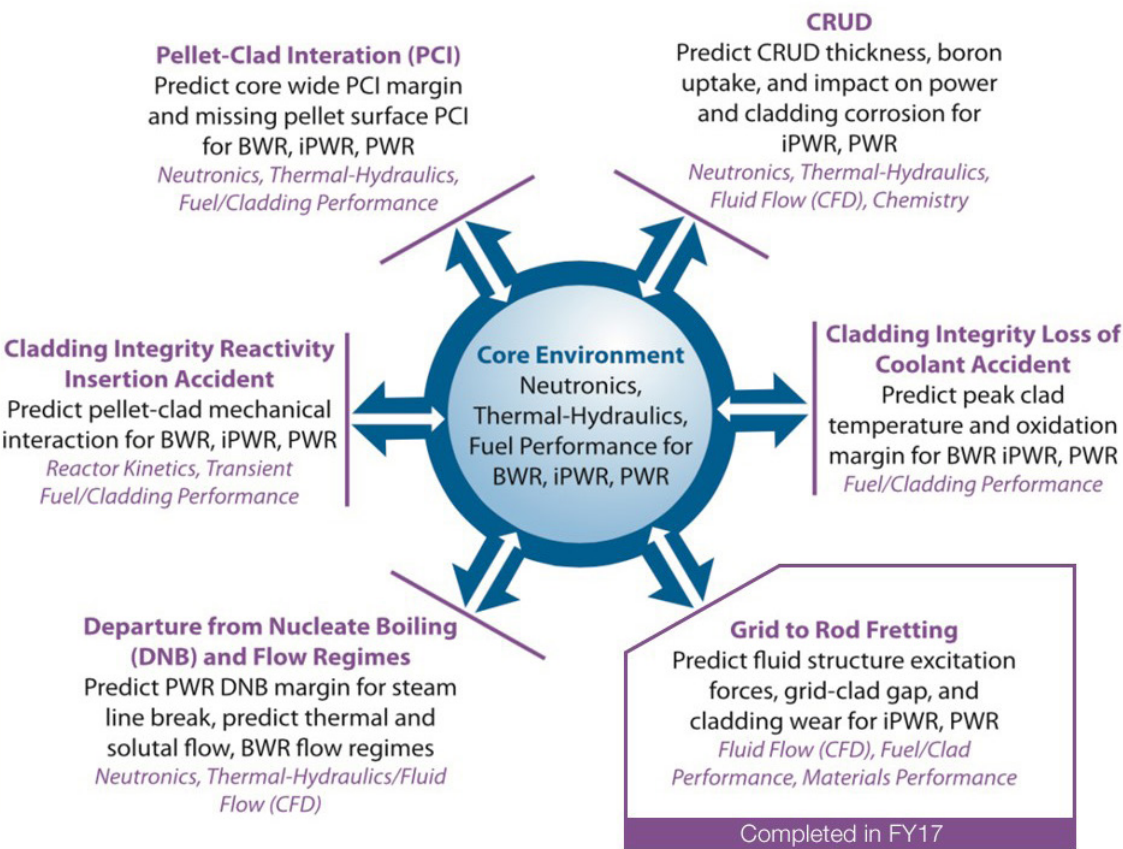 Pellet-Clad Interation (PCI)
Predict core wide PCI margin
and missing pellet surface PCI
for BWR, iPWR, PWR
Neutronics, Thermal-Hydraulics,
Fuel/Cladding Performance
CRUD
Predict CRUD thickness, boron
uptake, and impact on power
and cladding corrosion for
iPWR, PWR
Neutronics, Thermal-Hydraulics,
Fluid Flow (CFD), Chemistry
Cladding Integrity Reactivity
Insertion Accident
Predict pellet-clad mechanical
interaction for BWR, iPWR, PWR
Reactor Kinetics, Transient
Fuel/Cladding Performance
Core Environment
Neutronics,
Thermal-Hydraulics,
Fuel Performance for
BWR, iPWR, PWR
Cladding Integrity Loss of
Coolant Accident
Predict peak clad
temperature and oxidation
margin for BWR iPWR, PWR
Fuel/Cladding Performance
Departure from Nucleate Boiling
(DNB) and Flow Regimes
Predict PWR DNB margin for steam
line break, predict thermal and
solutal flow, BWR flow regimes
Neutronics, Thermal-Hydraulics/Fluid
Flow (CFD)
Grid to Rod Fretting
Predict fluid structure excitation
forces, grid-clad gap, and
cladding wear for iPWR, PWR
Fluid Flow (CFD), Fuel/Clad
Performance, Materials Performance
Completed in FY17